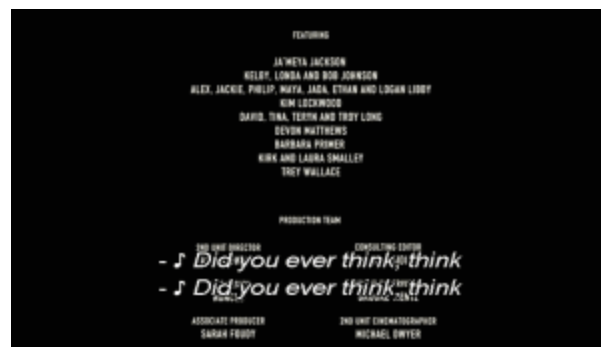 FEATURING
JA'MEYA JACKSON
KELBY, LONDA AND BOB JOHNSON
ALEX, JACKIE, PHILIP, MAYA, JADA, ETHAN AND LOGAN LIBBY
KIM LOCKWOOD
DAVID, TINA, TERYN AND TROY LONG
DEVON MATTHEWS
BARBARA PRIMER
KIRK AND LAURA SMALLEY
TREY WALLACE
PRODUCTION TEAM
2ND UNIT DIRECTOR CONSULTING EDITOR
- ♪ Did you ever think, think
- ♪ Did you ever think, think
ASSOCIATE PRODUCER 2ND UNIT CINEMATOGRAPHER
SARAH FOUDY MICHAEL DWYER